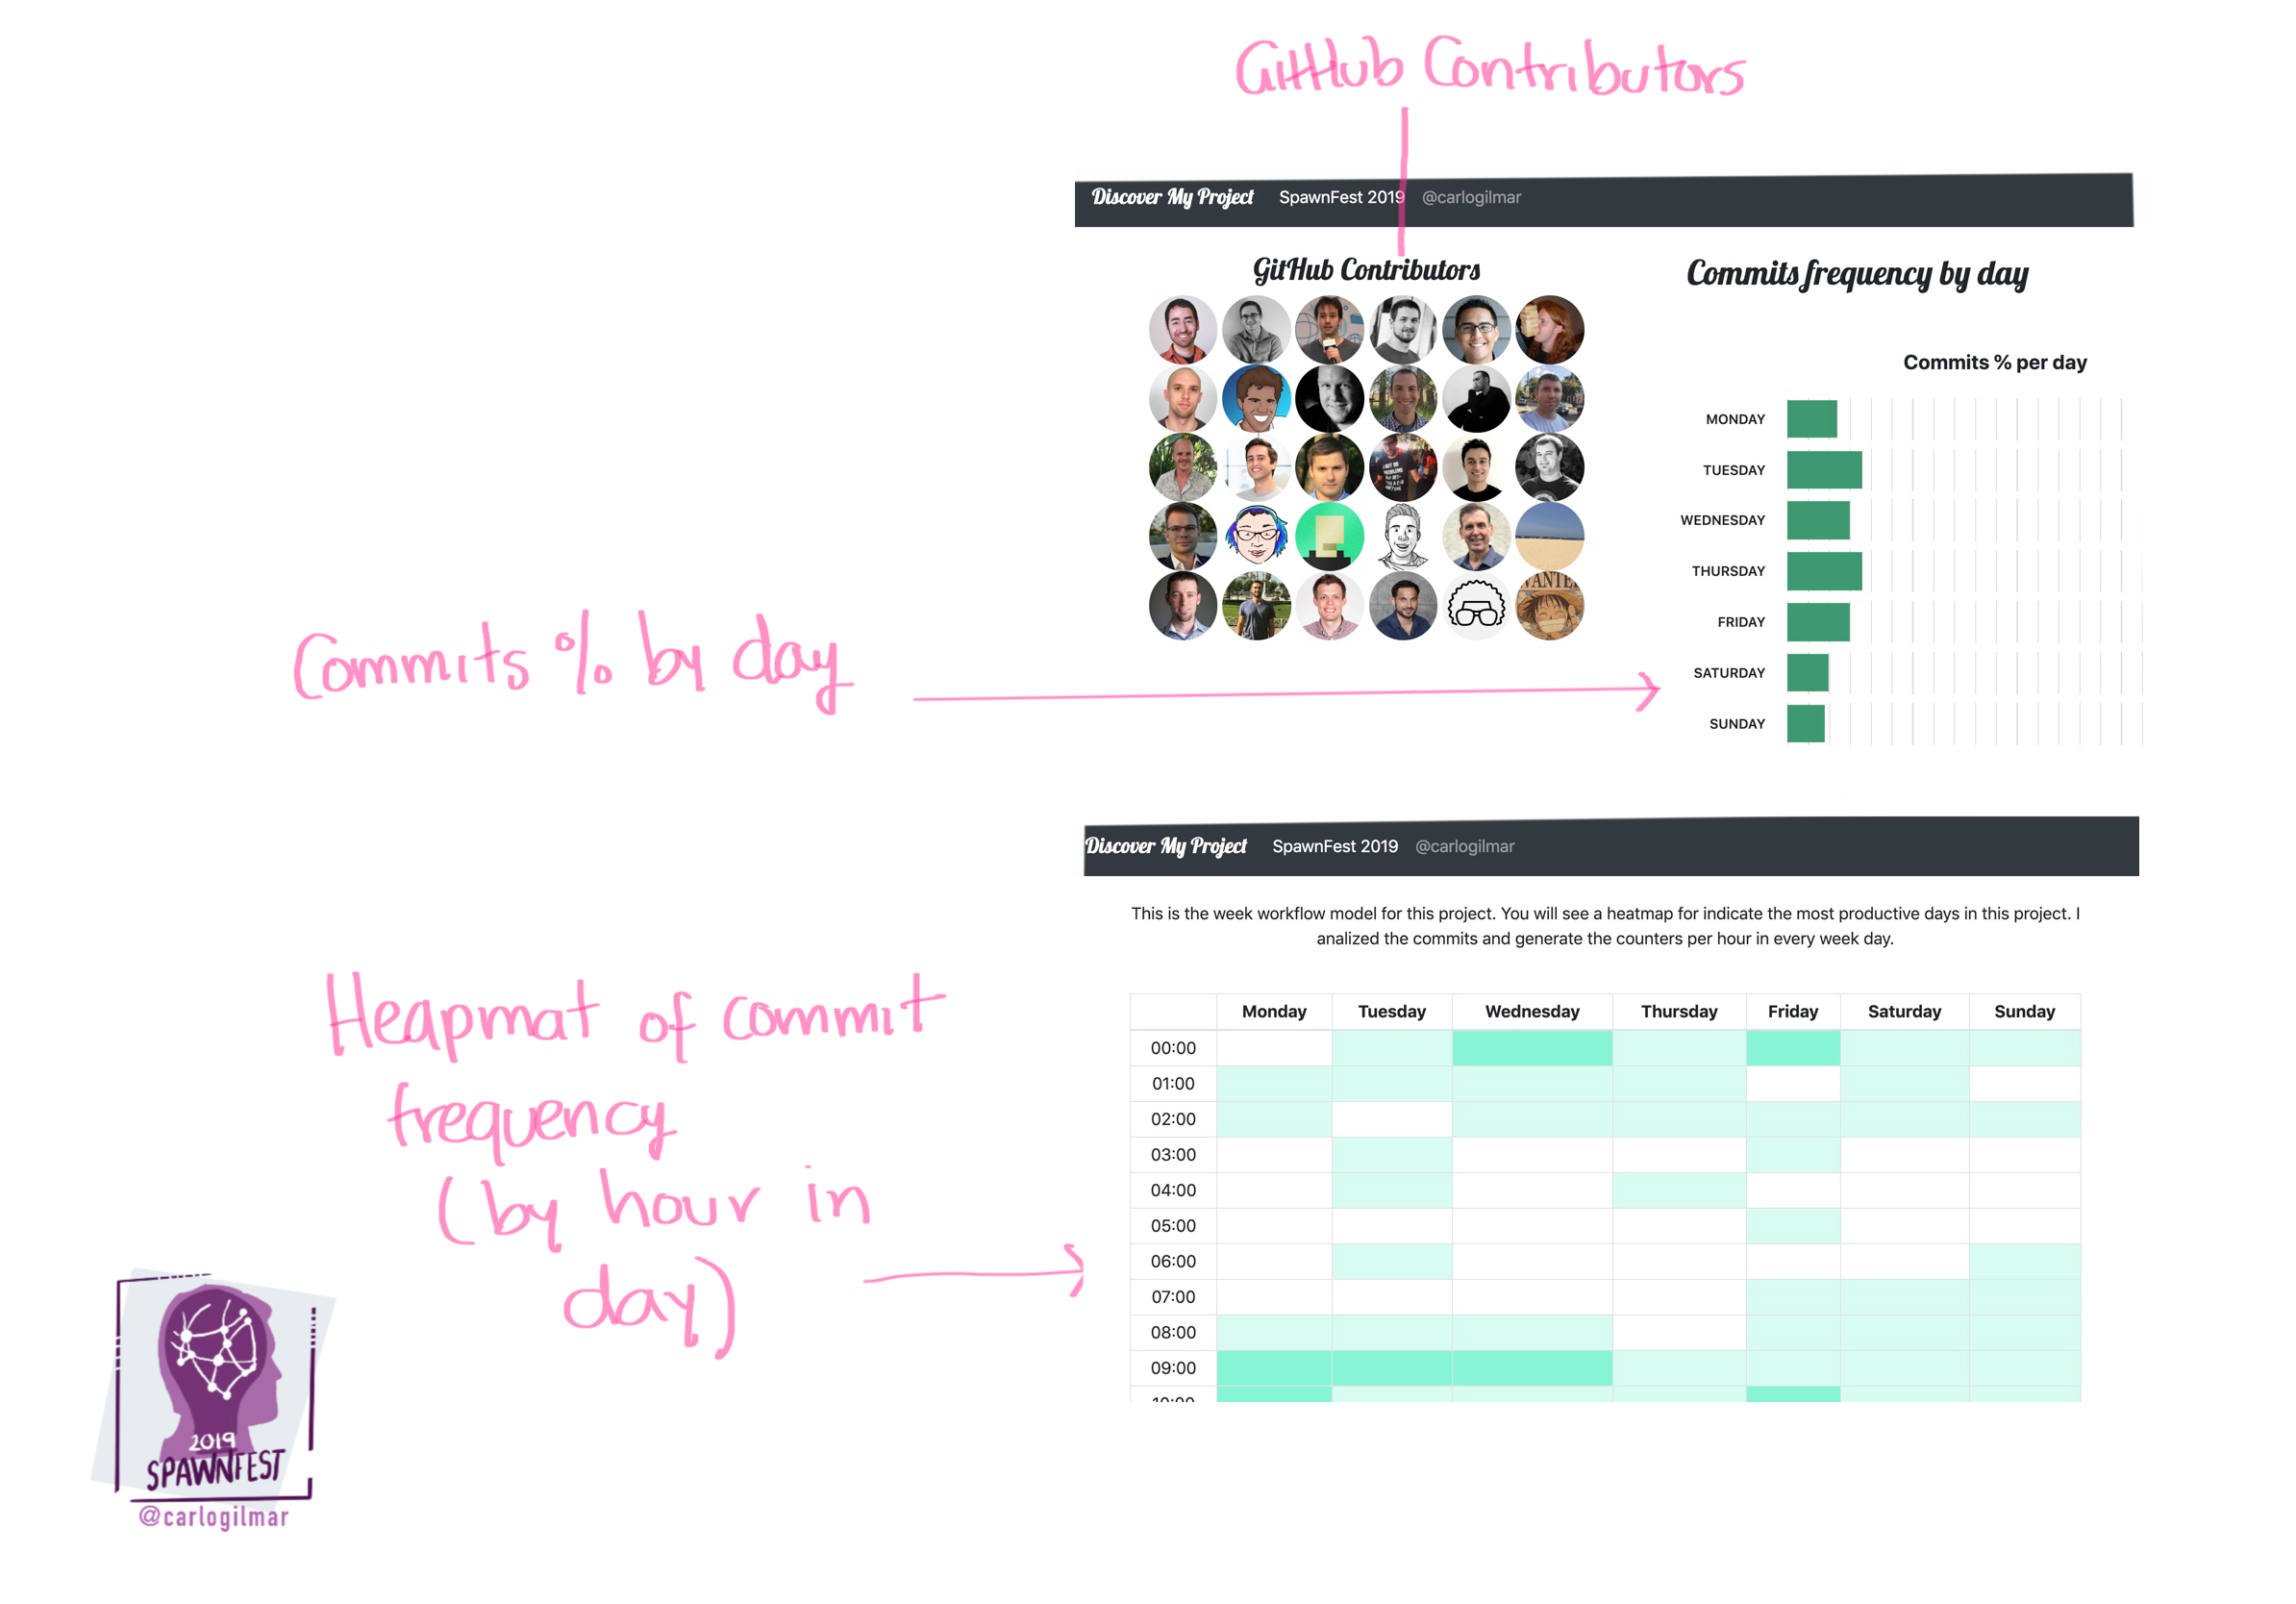 GitHub Contributors
Discover My Project SpawnFest 2019 @carlogilmar
GitHub Contributors
Commits frequency by day
Commits % per day
MONDAY
TUESDAY
WEDNESDAY
THURSDAY
FRIDAY
SATURDAY
SUNDAY
WANTED
Commits % by day
Discover My Project SpawnFest 2019 @carlogilmar
This is the week workflow model for this project. You will see a heatmap for indicate the most productive days in this project. I
analized the commits and generate the counters per hour in every week day.
Heapmat of commit
frequency
(by hour in
day)
Monday Tuesday Wednesday Thursday Friday Saturday Sunday
00:00
01:00
02:00
03:00
04:00
05:00
06:00
07:00
08:00
09:00
10:00
2019
SPAWNFEST
@carlogilmar